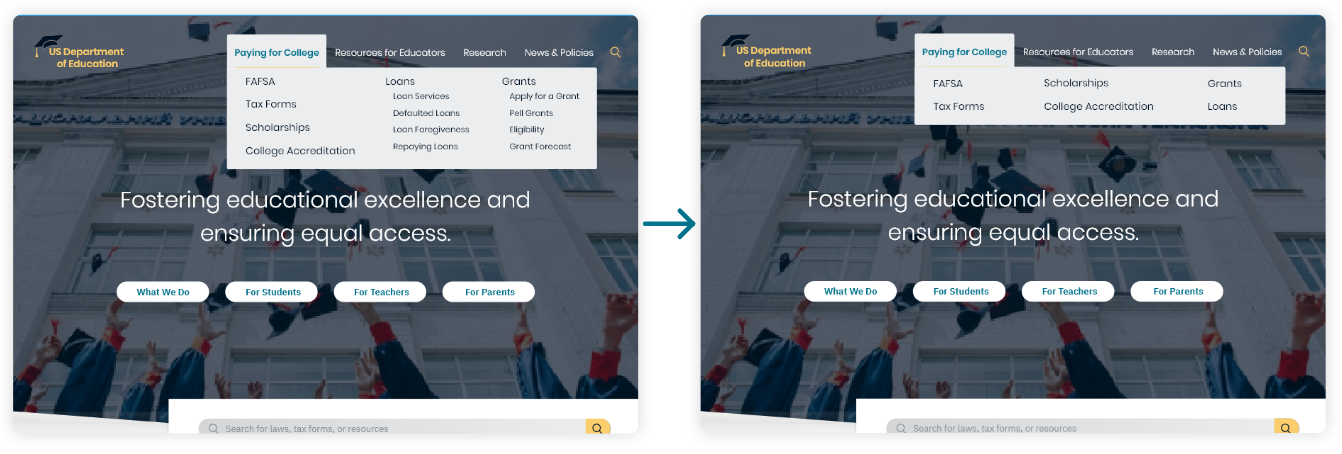 US Department
of Education
Paying for College
Resources for Educators
Research
News & Policies
FAFSA
Tax Forms
Scholarships
College Accreditation
Loans
Loan Services
Defaulted Loans
Loan Foregiveness
Repaying Loans
Grants
Apply for a Grant
Pell Grants
Eligibility
Grant Forecast
Fostering educational excellence and
ensuring equal access.
What We Do
For Students
For Teachers
For Parents
Search for laws, tax forms, or resources
US Department
of Education
Paying for College
Resources for Educators
Research
News & Policies
FAFSA
Tax Forms
Scholarships
College Accreditation
Grants
Loans
Fostering educational excellence and
ensuring equal access.
What We Do
For Students
For Teachers
For Parents
Search for laws, tax forms, or resources